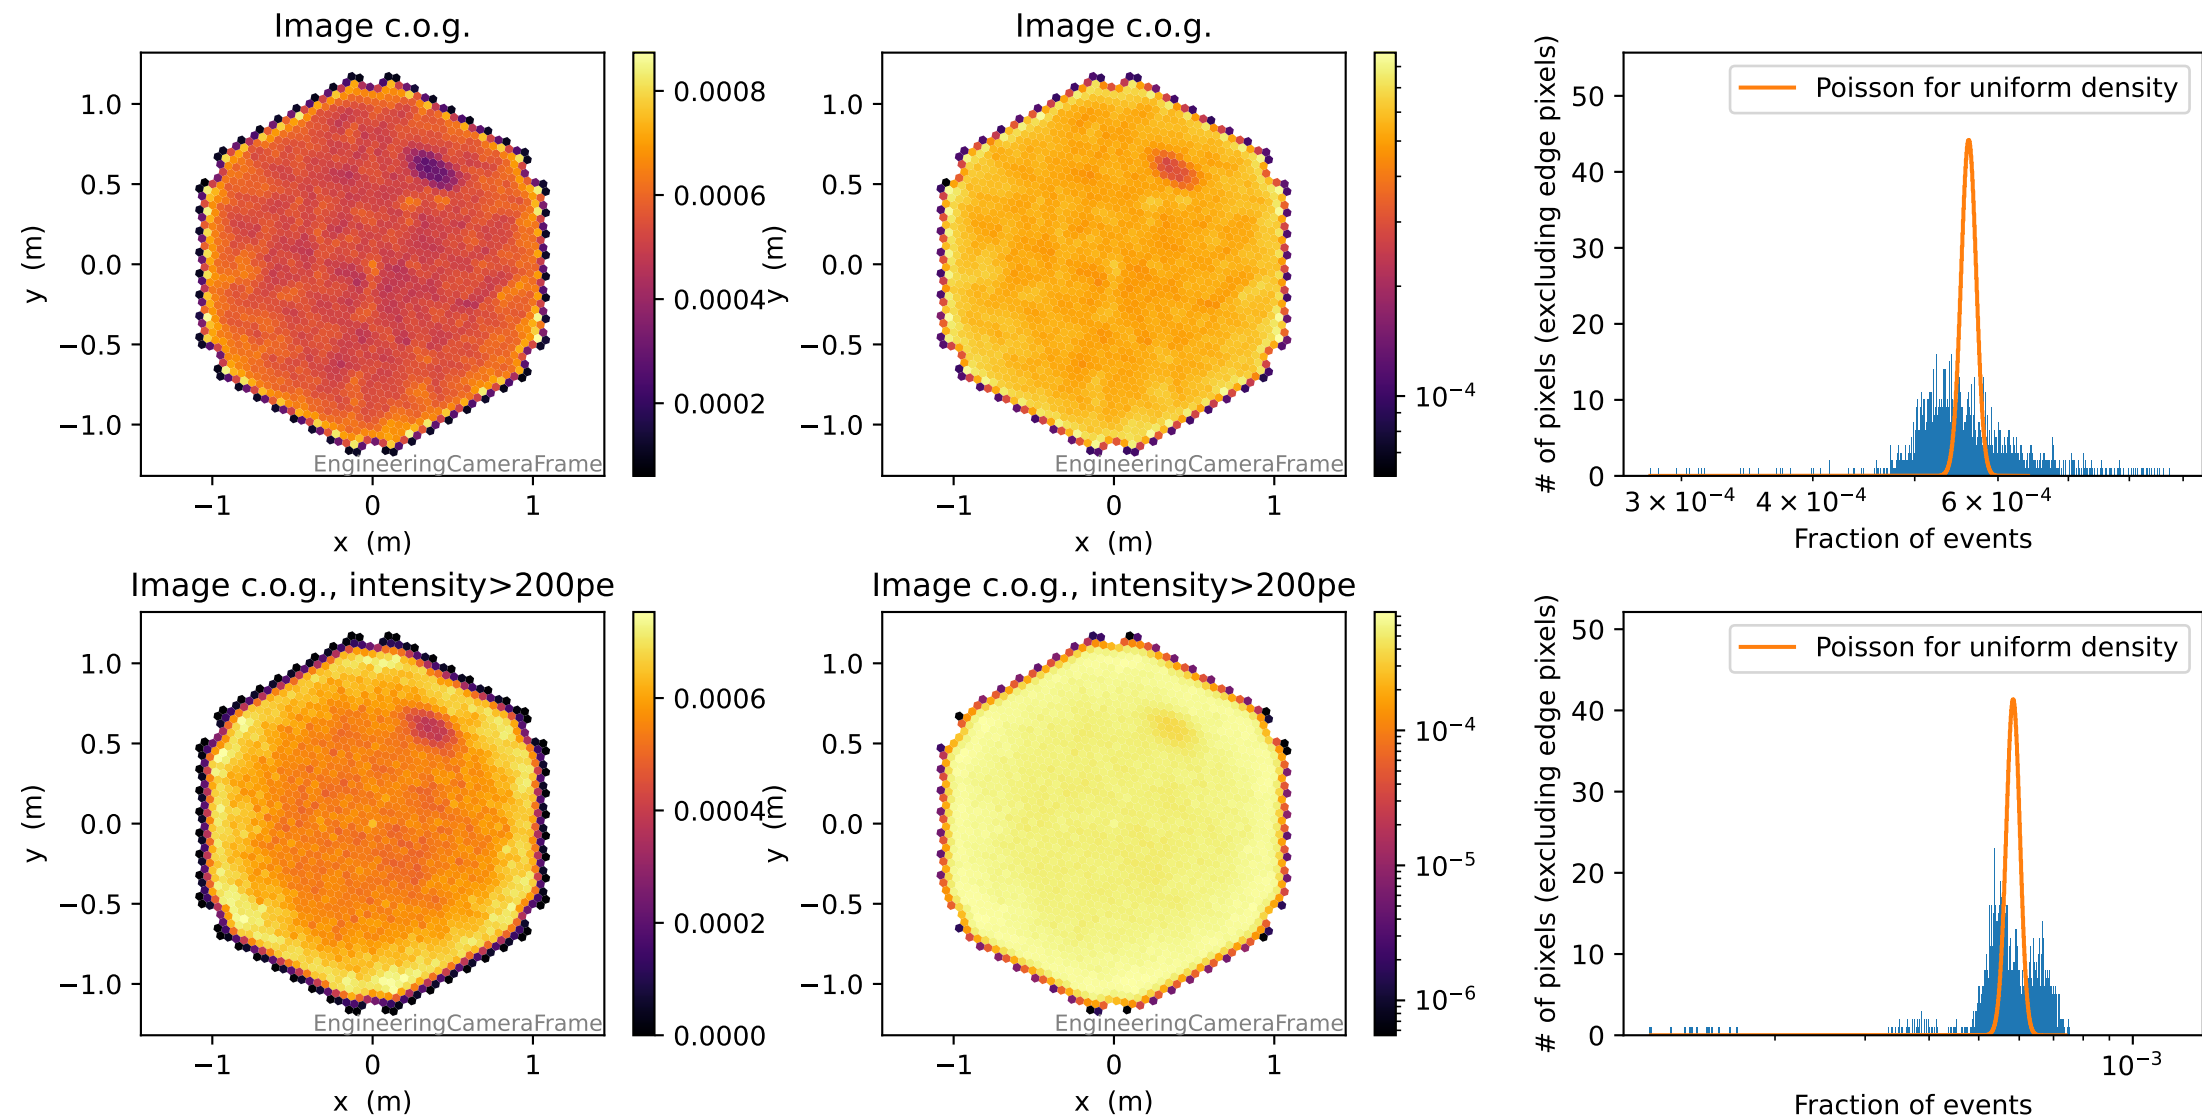 Image c.o.g.
1.0
0.5
0.0
−0.5
−1.0
y (m)
−1
0
1
x (m)
EngineeringCameraFrame
0.0008
0.0006
0.0004
0.0002
Image c.o.g.
1.0
0.5
0.0
−0.5
−1.0
y (m)
−1
0
1
x (m)
EngineeringCameraFrame
10⁻⁴
Poisson for uniform density
50
40
30
20
10
0
# of pixels (excluding edge pixels)
3 × 10⁻⁴
4 × 10⁻⁴
6 × 10⁻⁴
Fraction of events
Image c.o.g., intensity>200pe
1.0
0.5
0.0
−0.5
−1.0
y (m)
−1
0
1
x (m)
EngineeringCameraFrame
0.0006
0.0004
0.0002
0.0000
Image c.o.g., intensity>200pe
1.0
0.5
0.0
−0.5
−1.0
y (m)
−1
0
1
x (m)
EngineeringCameraFrame
10⁻⁴
10⁻⁵
10⁻⁶
Poisson for uniform density
50
40
30
20
10
0
# of pixels (excluding edge pixels)
10⁻³
Fraction of events